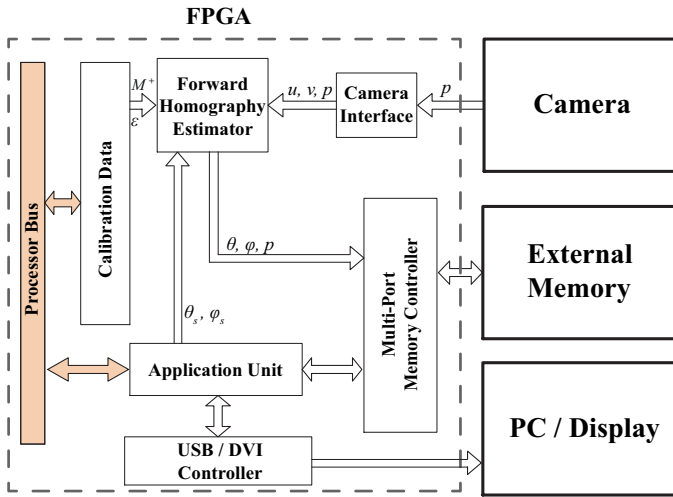 FPGA
Processor Bus
Calibration Data
M⁺
ε
Forward
Homography
Estimator
u, v, p
Camera
Interface
p
Camera
θ, φ, p
θₛ, φₛ
Multi-Port
Memory Controller
External
Memory
Application Unit
USB / DVI
Controller
PC / Display